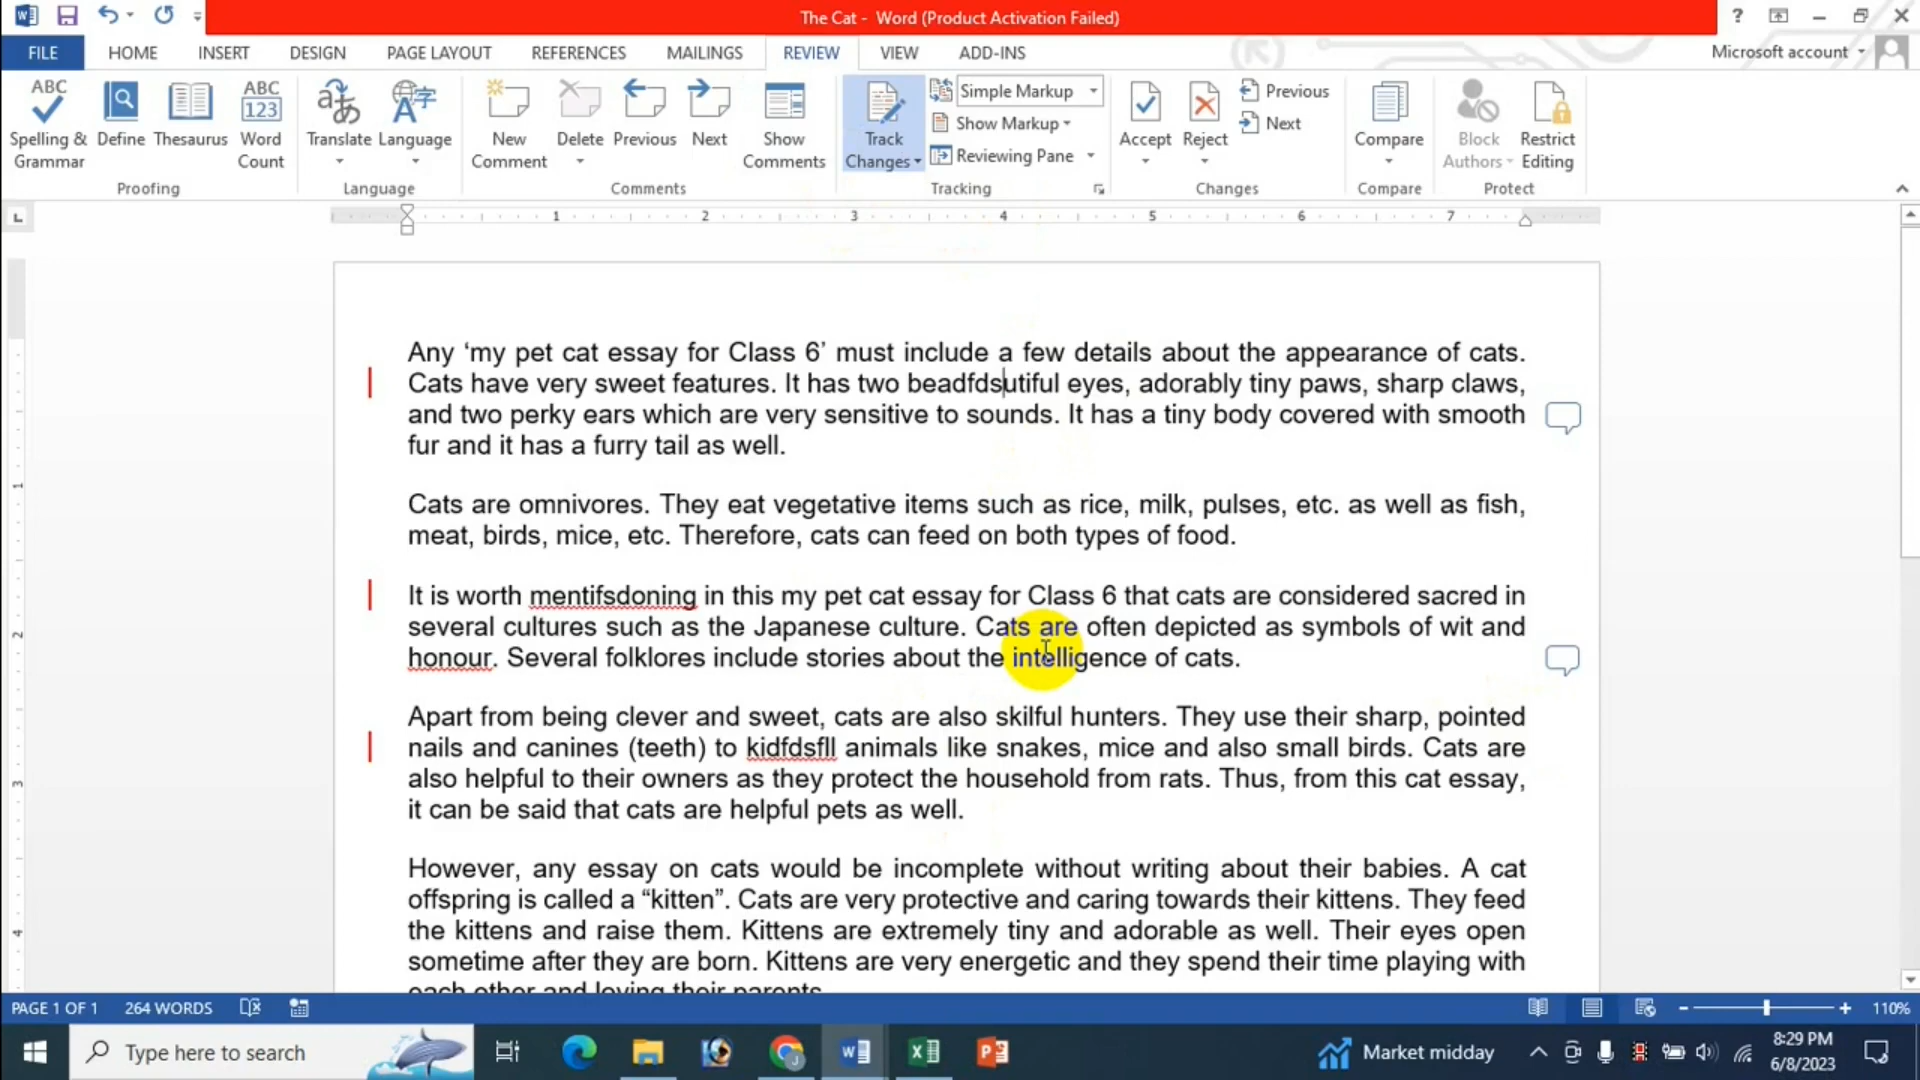 The Cat - Word (Product Activation Failed)
FILE HOME INSERT DESIGN PAGE LAYOUT REFERENCES MAILINGS REVIEW VIEW ADD-INS Microsoft account
ABC Spelling & Grammar
Define
Thesaurus
ABC 123 Word Count
Proofing
Translate
Language
Language
New Comment
Delete
Previous
Next
Show Comments
Comments
Track Changes
Simple Markup
Show Markup
Reviewing Pane
Tracking
Accept
Reject
Previous
Next
Changes
Compare
Compare
Block Authors
Restrict Editing
Protect
1 2 3 4 5 6 7
Any ‘my pet cat essay for Class 6’ must include a few details about the appearance of cats.
Cats have very sweet features. It has two beadfdsutiful eyes, adorably tiny paws, sharp claws,
and two perky ears which are very sensitive to sounds. It has a tiny body covered with smooth
fur and it has a furry tail as well.
Cats are omnivores. They eat vegetative items such as rice, milk, pulses, etc. as well as fish,
meat, birds, mice, etc. Therefore, cats can feed on both types of food.
It is worth mentifsdoning in this my pet cat essay for Class 6 that cats are considered sacred in
several cultures such as the Japanese culture. Cats are often depicted as symbols of wit and
honour. Several folklores include stories about the intelligence of cats.
Apart from being clever and sweet, cats are also skilful hunters. They use their sharp, pointed
nails and canines (teeth) to kidfdsfll animals like snakes, mice and also small birds. Cats are
also helpful to their owners as they protect the household from rats. Thus, from this cat essay,
it can be said that cats are helpful pets as well.
However, any essay on cats would be incomplete without writing about their babies. A cat
offspring is called a “kitten”. Cats are very protective and caring towards their kittens. They feed
the kittens and raise them. Kittens are extremely tiny and adorable as well. Their eyes open
sometime after they are born. Kittens are very energetic and they spend their time playing with
each other and loving their parents.
1
2
3
4
PAGE 1 OF 1 264 WORDS 110%
Type here to search
Market midday
8:29 PM
6/8/2023